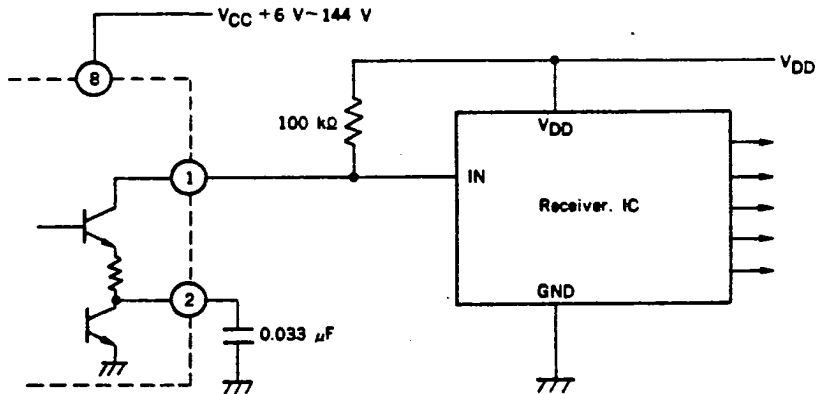 VCC +6 V~144 V
8
VDD
100 kΩ
VDD
1
IN
Receiver. IC
2
GND
0.033 μF